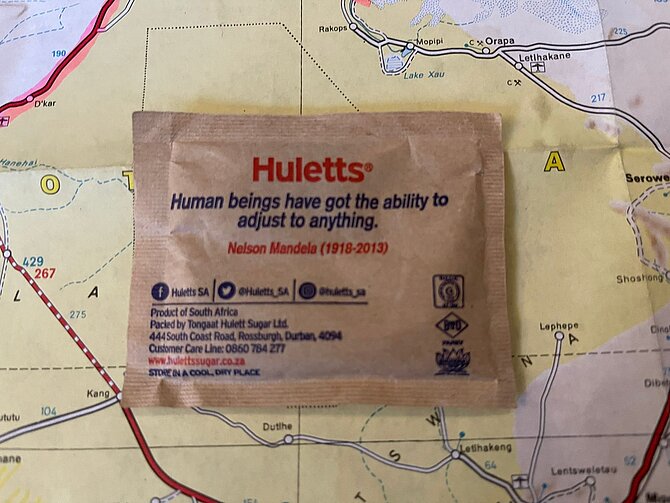 Rakops
Mopipi
Orapa
Letlhakane
Lake Xau
190
225
217
D'kar
Huletts®
Human beings have got the ability to
adjust to anything.
Nelson Mandela (1918-2013)
Huletts SA | @Huletts_SA | @huletts_sa
Product of South Africa
Packed by Tongaat Hulett Sugar Ltd.
444 South Coast Road, Rossburgh, Durban, 4094
Customer Care Line: 0860 784 277
www.hulettssugar.co.za
STORE IN A COOL, DRY PLACE
O T
A
Serowe
429
267
L A
275
Shoshong
Lephepe
N A
Kang
104
Dutlhe
Letlhakeng
64
S
T
Lentsweletau
52